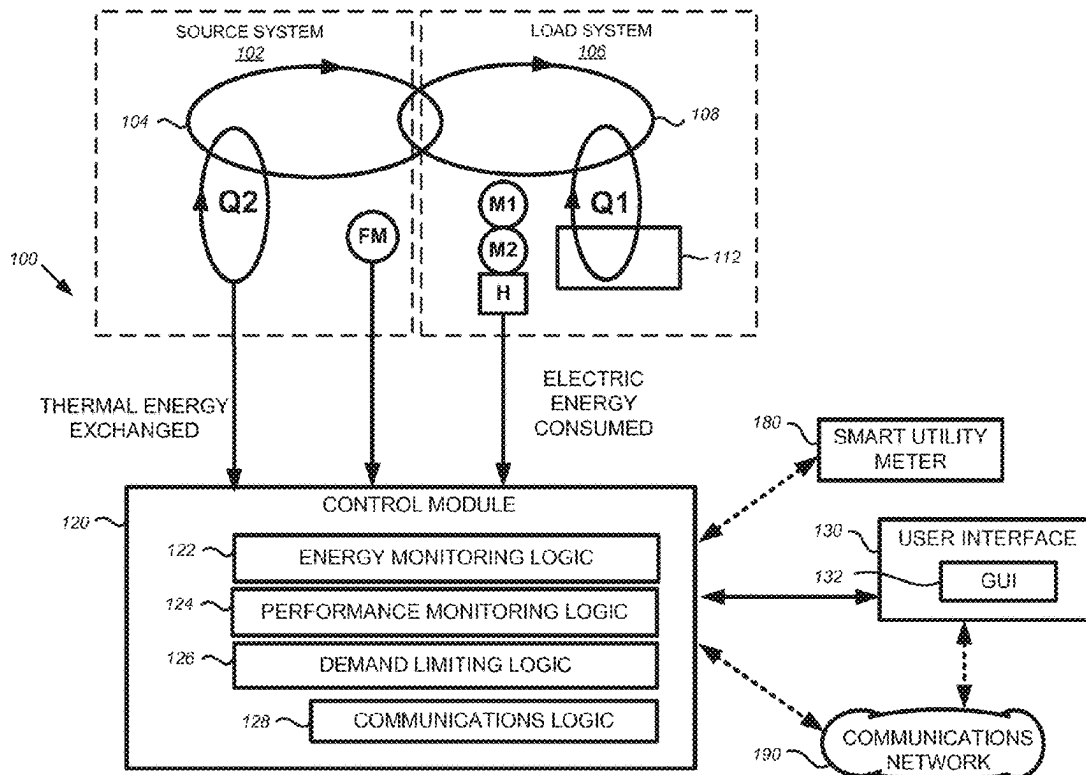 SOURCE SYSTEM
102
LOAD SYSTEM
106
104
108
Q2
Q1
M1
M2
FM
H
112
100
THERMAL ENERGY
EXCHANGED
ELECTRIC
ENERGY
CONSUMED
180
SMART UTILITY
METER
CONTROL MODULE
120
122
ENERGY MONITORING LOGIC
124
PERFORMANCE MONITORING LOGIC
126
DEMAND LIMITING LOGIC
128
COMMUNICATIONS LOGIC
130
USER INTERFACE
132
GUI
COMMUNICATIONS
NETWORK
190